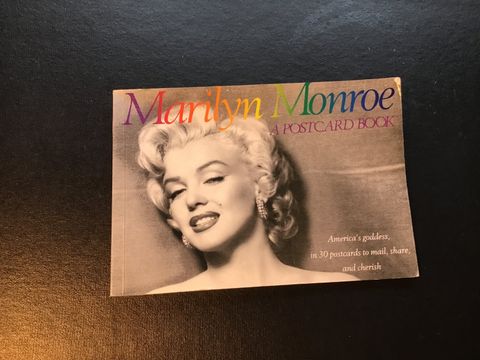 Marilyn Monroe
A POSTCARD BOOK
America's goddess,
in 30 postcards to mail, share,
and cherish